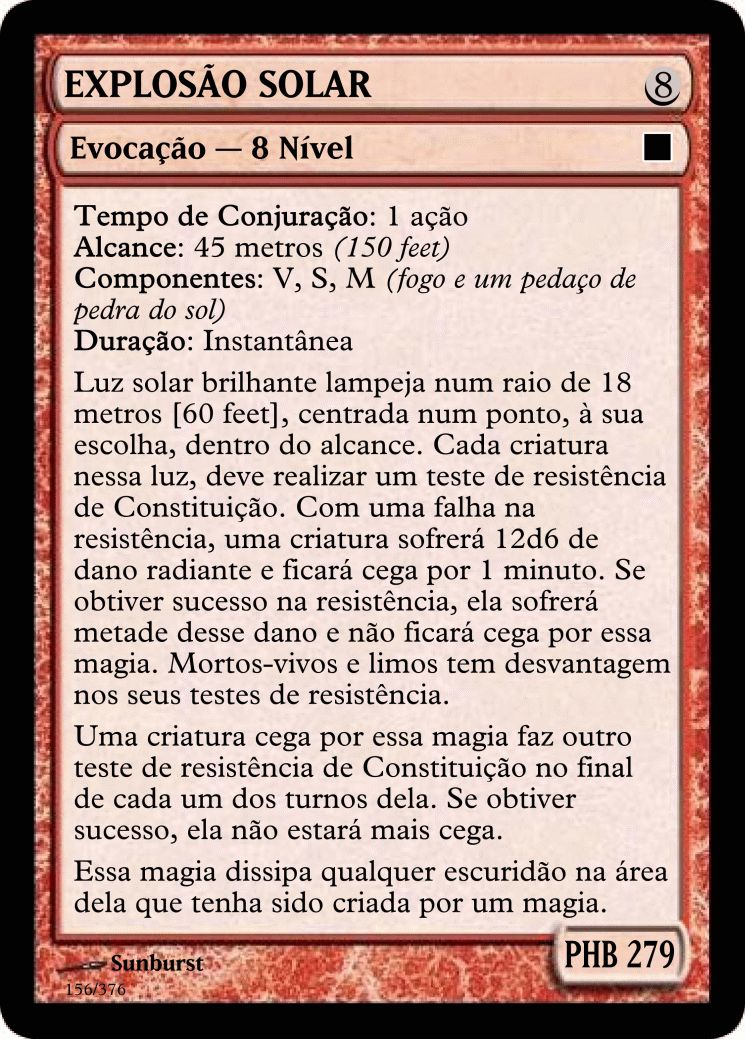 EXPLOSÃO SOLAR 8
Evocação — 8 Nível
Tempo de Conjuração: 1 ação
Alcance: 45 metros (150 feet)
Componentes: V, S, M (fogo e um pedaço de
pedra do sol)
Duração: Instantânea
Luz solar brilhante lampeja num raio de 18
metros [60 feet], centrada num ponto, à sua
escolha, dentro do alcance. Cada criatura
nessa luz, deve realizar um teste de resistência
de Constituição. Com uma falha na
resistência, uma criatura sofrerá 12d6 de
dano radiante e ficará cega por 1 minuto. Se
obtiver sucesso na resistência, ela sofrerá
metade desse dano e não ficará cega por essa
magia. Mortos-vivos e limos tem desvantagem
nos seus testes de resistência.
Uma criatura cega por essa magia faz outro
teste de resistência de Constituição no final
de cada um dos turnos dela. Se obtiver
sucesso, ela não estará mais cega.
Essa magia dissipa qualquer escuridão na área
dela que tenha sido criada por um magia.
PHB 279
Sunburst
156/376